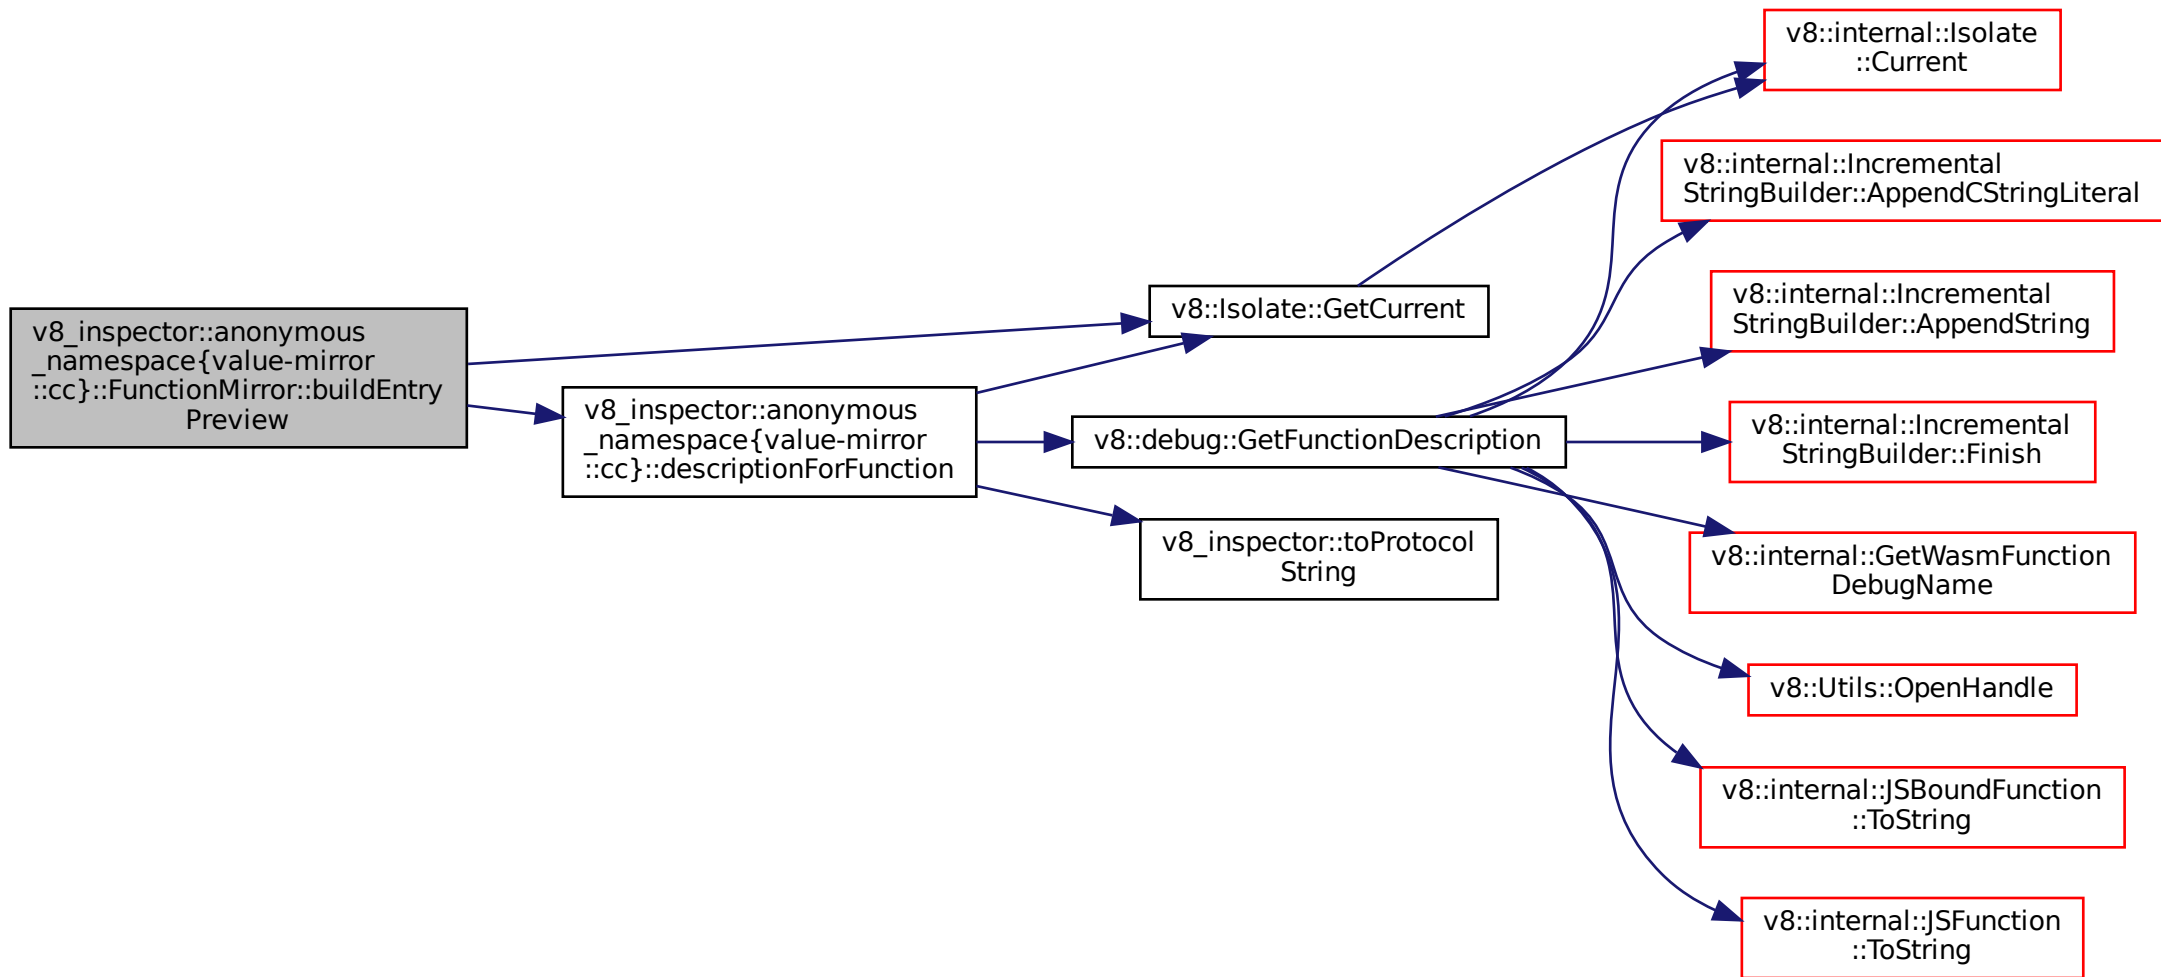 v8::internal::Isolate
::Current
v8::internal::Incremental
StringBuilder::AppendCStringLiteral
v8::internal::Incremental
StringBuilder::AppendString
v8::Isolate::GetCurrent
v8_inspector::anonymous
_namespace{value-mirror
::cc}::FunctionMirror::buildEntry
Preview
v8_inspector::anonymous
_namespace{value-mirror
::cc}::descriptionForFunction
v8::debug::GetFunctionDescription
v8::internal::Incremental
StringBuilder::Finish
v8_inspector::toProtocol
String
v8::internal::GetWasmFunction
DebugName
v8::Utils::OpenHandle
v8::internal::JSBoundFunction
::ToString
v8::internal::JSFunction
::ToString